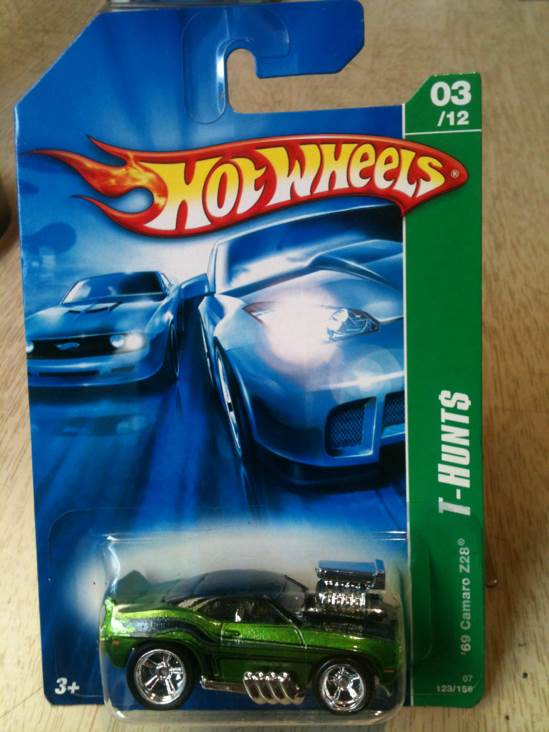 03
/12
HOT WHEELS®
T-HUNT$
'69 Camaro Z28®
07
123/156
3+